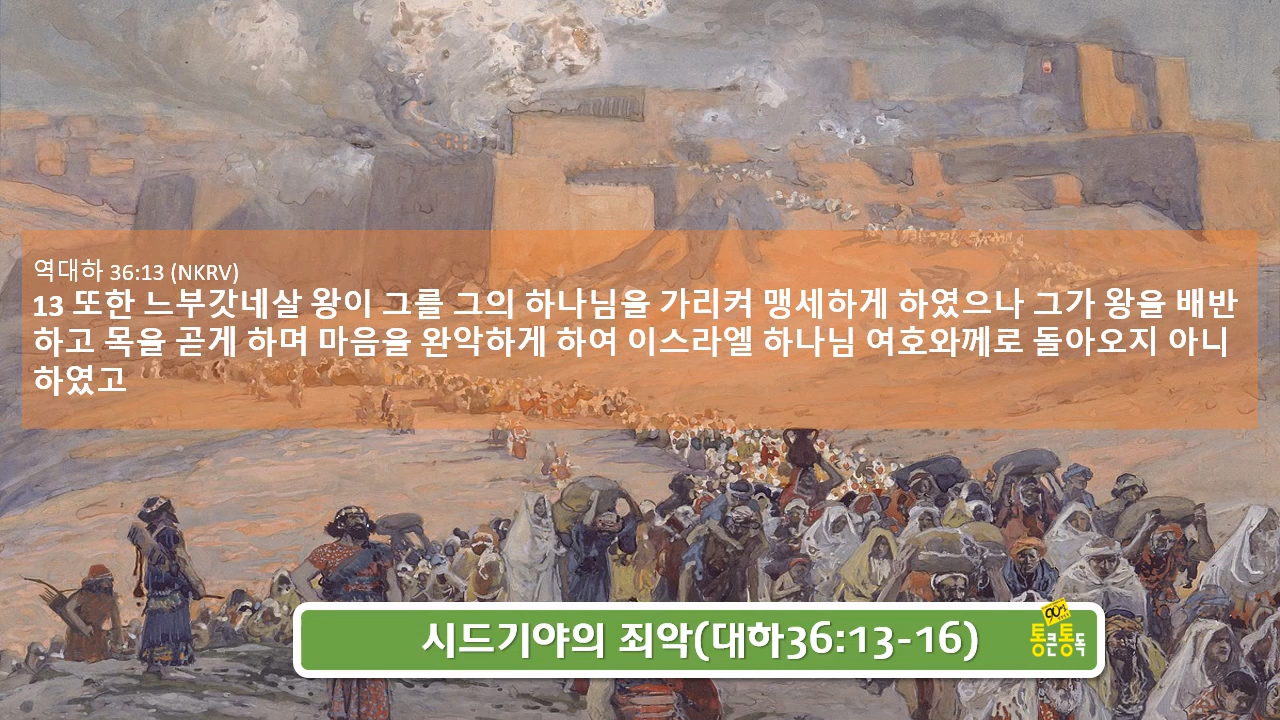 역대하 36:13 (NKRV)
13 또한 느부갓네살 왕이 그를 그의 하나님을 가리켜 맹세하게 하였으나 그가 왕을 배반
하고 목을 곧게 하며 마음을 완악하게 하여 이스라엘 하나님 여호와께로 돌아오지 아니
하였고
시드기야의 죄악(대하36:13-16)
90일
통큰통독